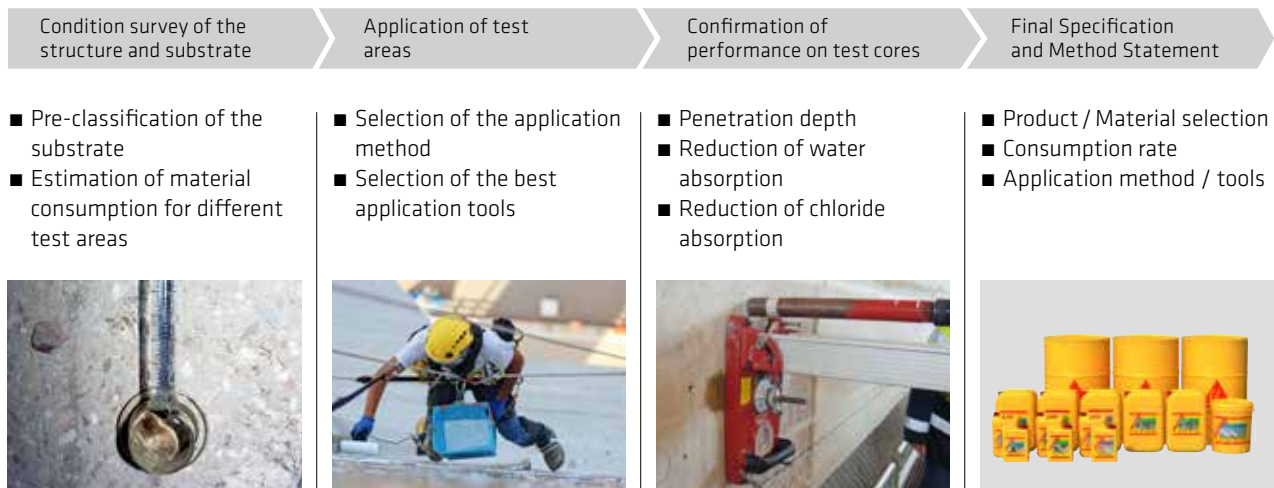 Condition survey of the
structure and substrate
Application of test
areas
Confirmation of
performance on test cores
Final Specification
and Method Statement
■ Pre-classification of the
substrate
■ Estimation of material
consumption for different
test areas
■ Selection of the application
method
■ Selection of the best
application tools
■ Penetration depth
■ Reduction of water
absorption
■ Reduction of chloride
absorption
■ Product / Material selection
■ Consumption rate
■ Application method / tools